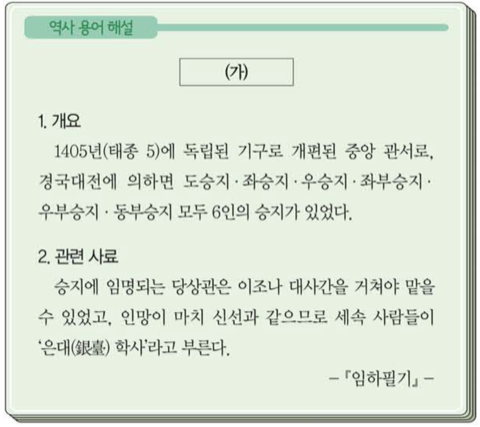 역사 용어 해설
(가)
1. 개요
1405년(태종 5)에 독립된 기구로 개편된 중앙 관서로,
경국대전에 의하면 도승지·좌승지·우승지·좌부승지·
우부승지·동부승지 모두 6인의 승지가 있었다.
2. 관련 사료
승지에 임명되는 당상관은 이조나 대사간을 거쳐야 맡을
수 있었고, 인망이 마치 신선과 같으므로 세속 사람들이
‘은대(銀臺) 학사’라고 부른다.
- 『임하필기』 -